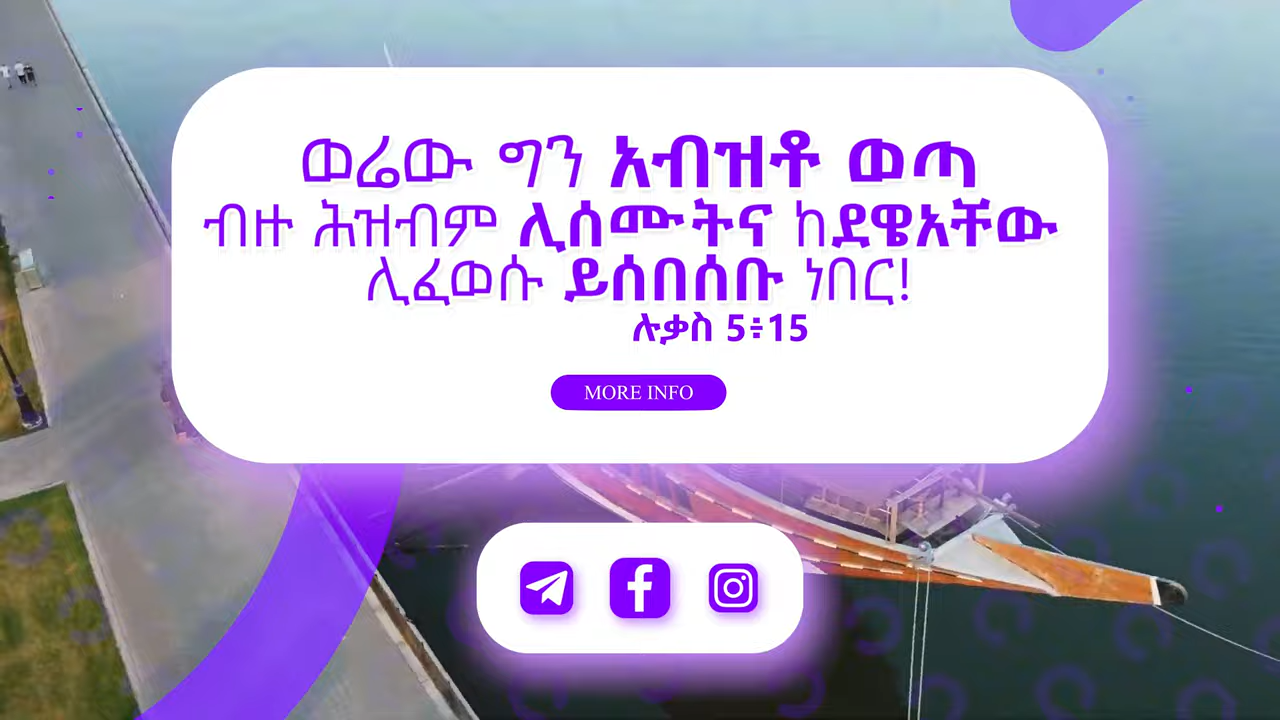 ወሬው ግን አብዝቶ ወጣ
ብዙ ሕዝብም ሊሰሙትና ከደዌአቸው
ሊፈወሱ ይሰበሰቡ ነበር!
ሉቃስ 5፥15
MORE INFO